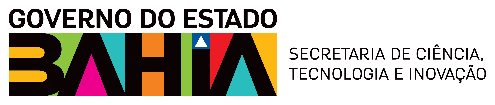 GOVERNO DO ESTADO
BAHIA
SECRETARIA DE CIÊNCIA,
TECNOLOGIA E INOVAÇÃO